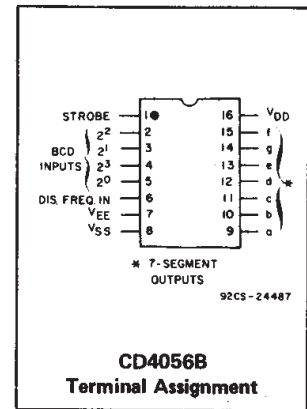 STROBE 1 16 VDD
2² 2 15 f
BCD 2¹ 3 14 g
INPUTS 2³ 4 13 e
2⁰ 5 12 d *
DIS. FREQ. IN 6 11 c
VEE 7 10 b
VSS 8 9 a
* 7-SEGMENT
OUTPUTS
92CS-24487
CD4056B
Terminal Assignment